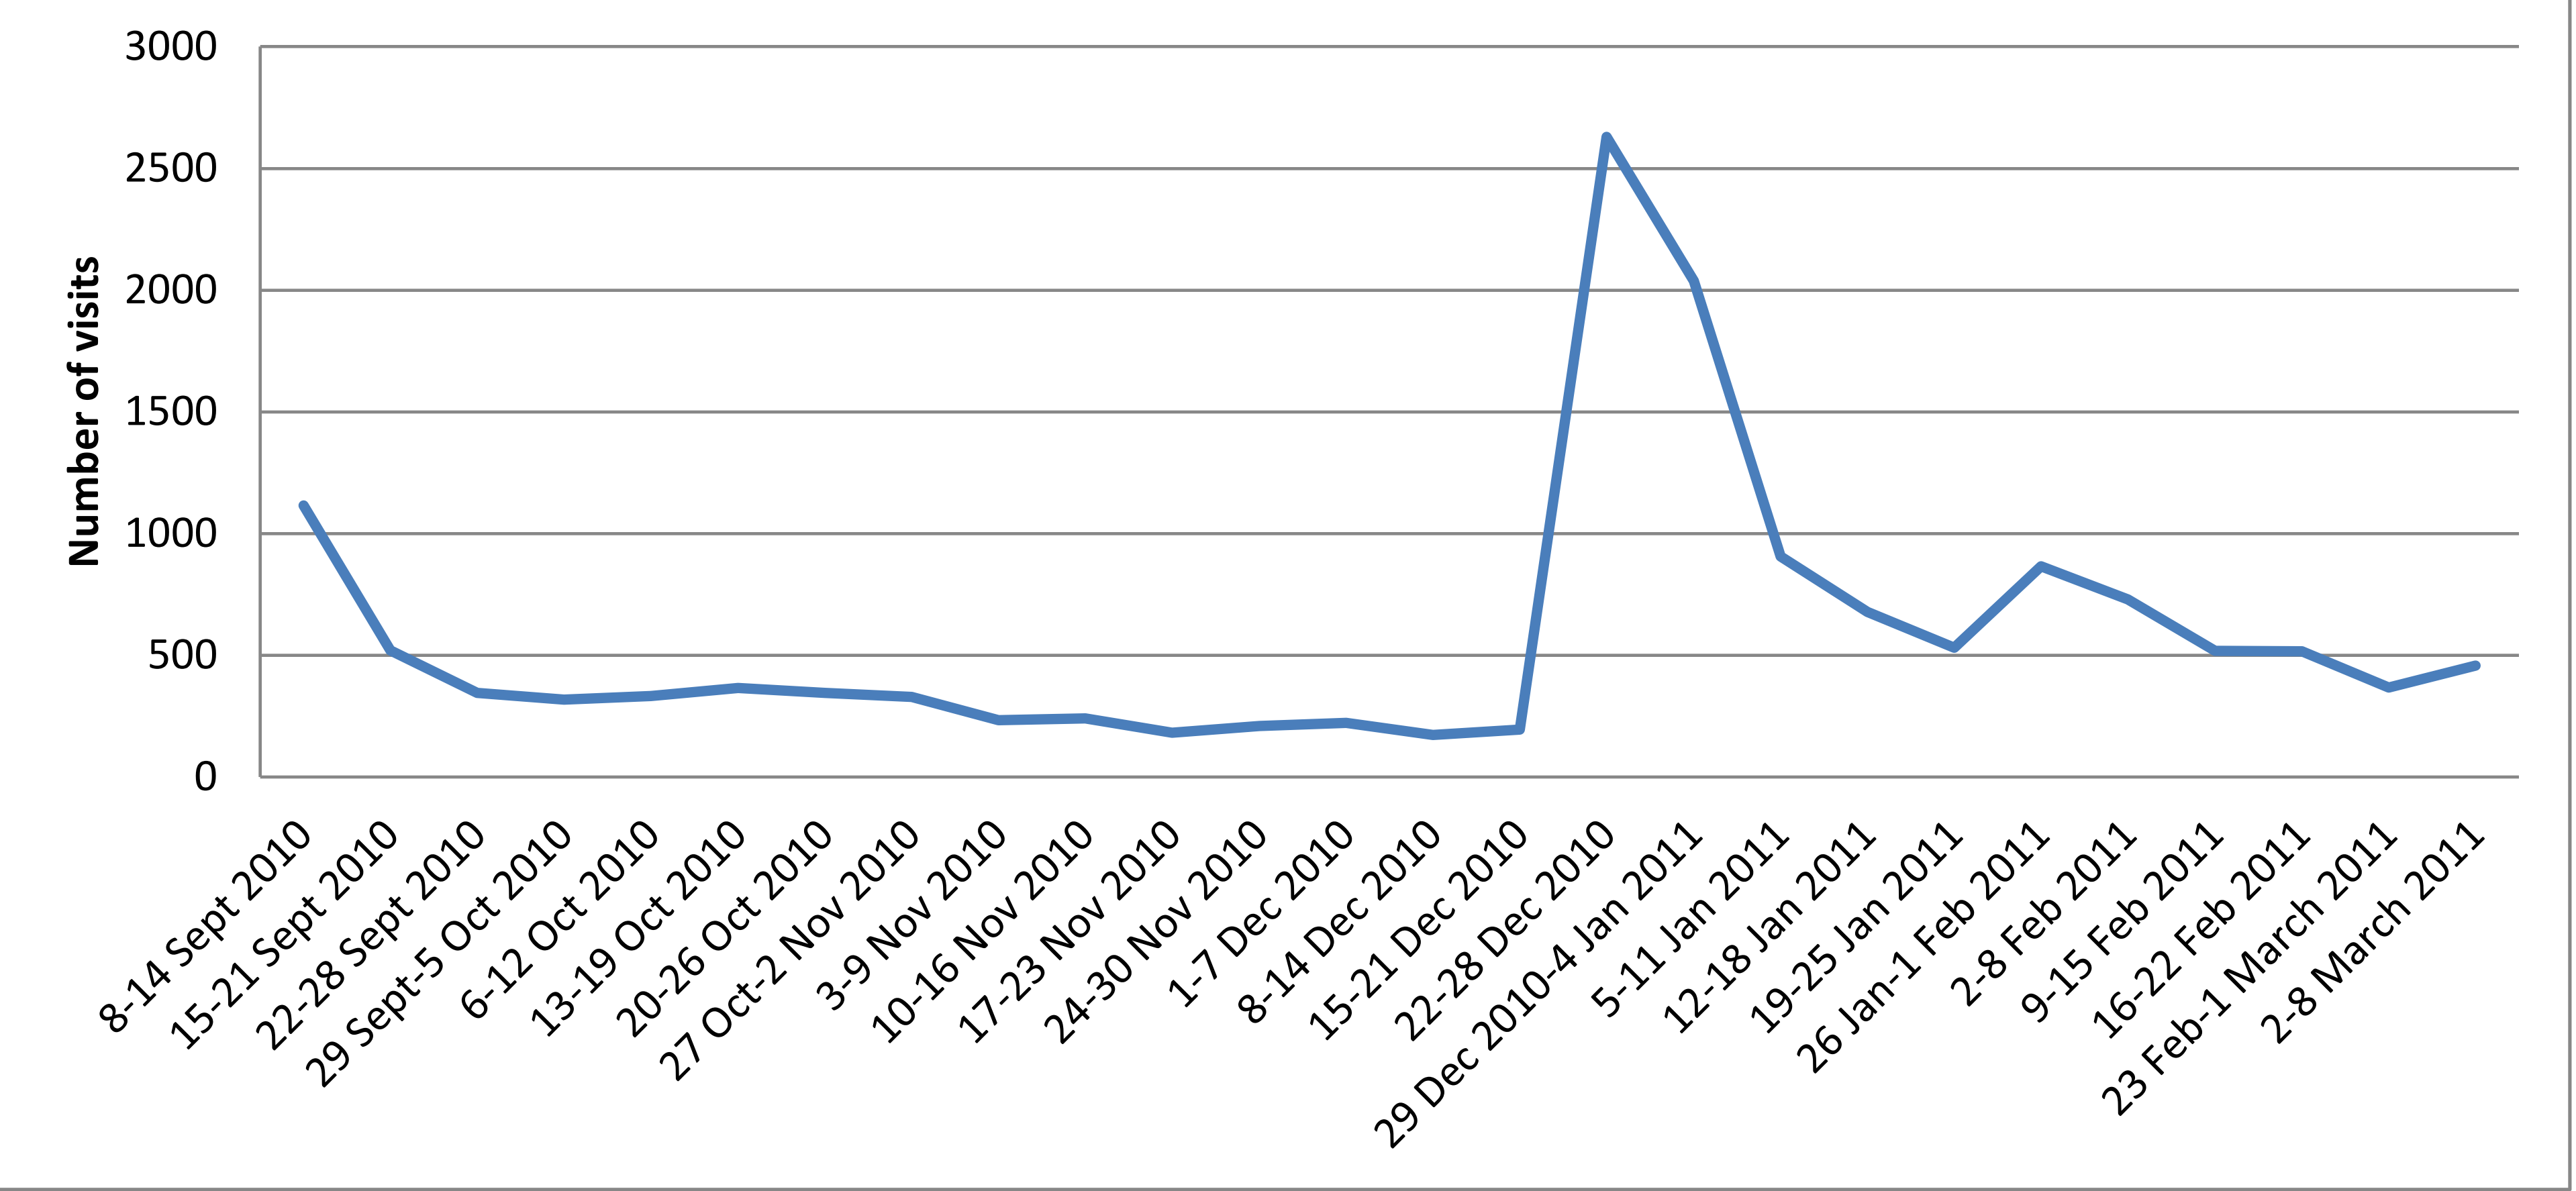 3000
2500
2000
1500
1000
500
0
Number of visits
8-14 Sept 2010
15-21 Sept 2010
22-28 Sept 2010
29 Sept-5 Oct 2010
6-12 Oct 2010
13-19 Oct 2010
20-26 Oct 2010
27 Oct-2 Nov 2010
3-9 Nov 2010
10-16 Nov 2010
17-23 Nov 2010
24-30 Nov 2010
1-7 Dec 2010
8-14 Dec 2010
15-21 Dec 2010
22-28 Dec 2010
29 Dec 2010-4 Jan 2011
5-11 Jan 2011
12-18 Jan 2011
19-25 Jan 2011
26 Jan-1 Feb 2011
2-8 Feb 2011
9-15 Feb 2011
16-22 Feb 2011
23 Feb-1 March 2011
2-8 March 2011